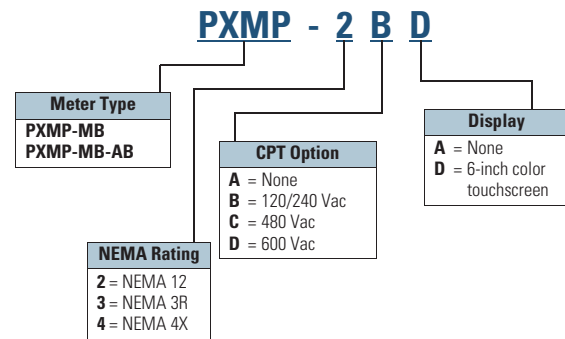 PXMP - 2 B D
Meter Type
PXMP-MB
PXMP-MB-AB
Display
A = None
D = 6-inch color
touchscreen
CPT Option
A = None
B = 120/240 Vac
C = 480 Vac
D = 600 Vac
NEMA Rating
2 = NEMA 12
3 = NEMA 3R
4 = NEMA 4X